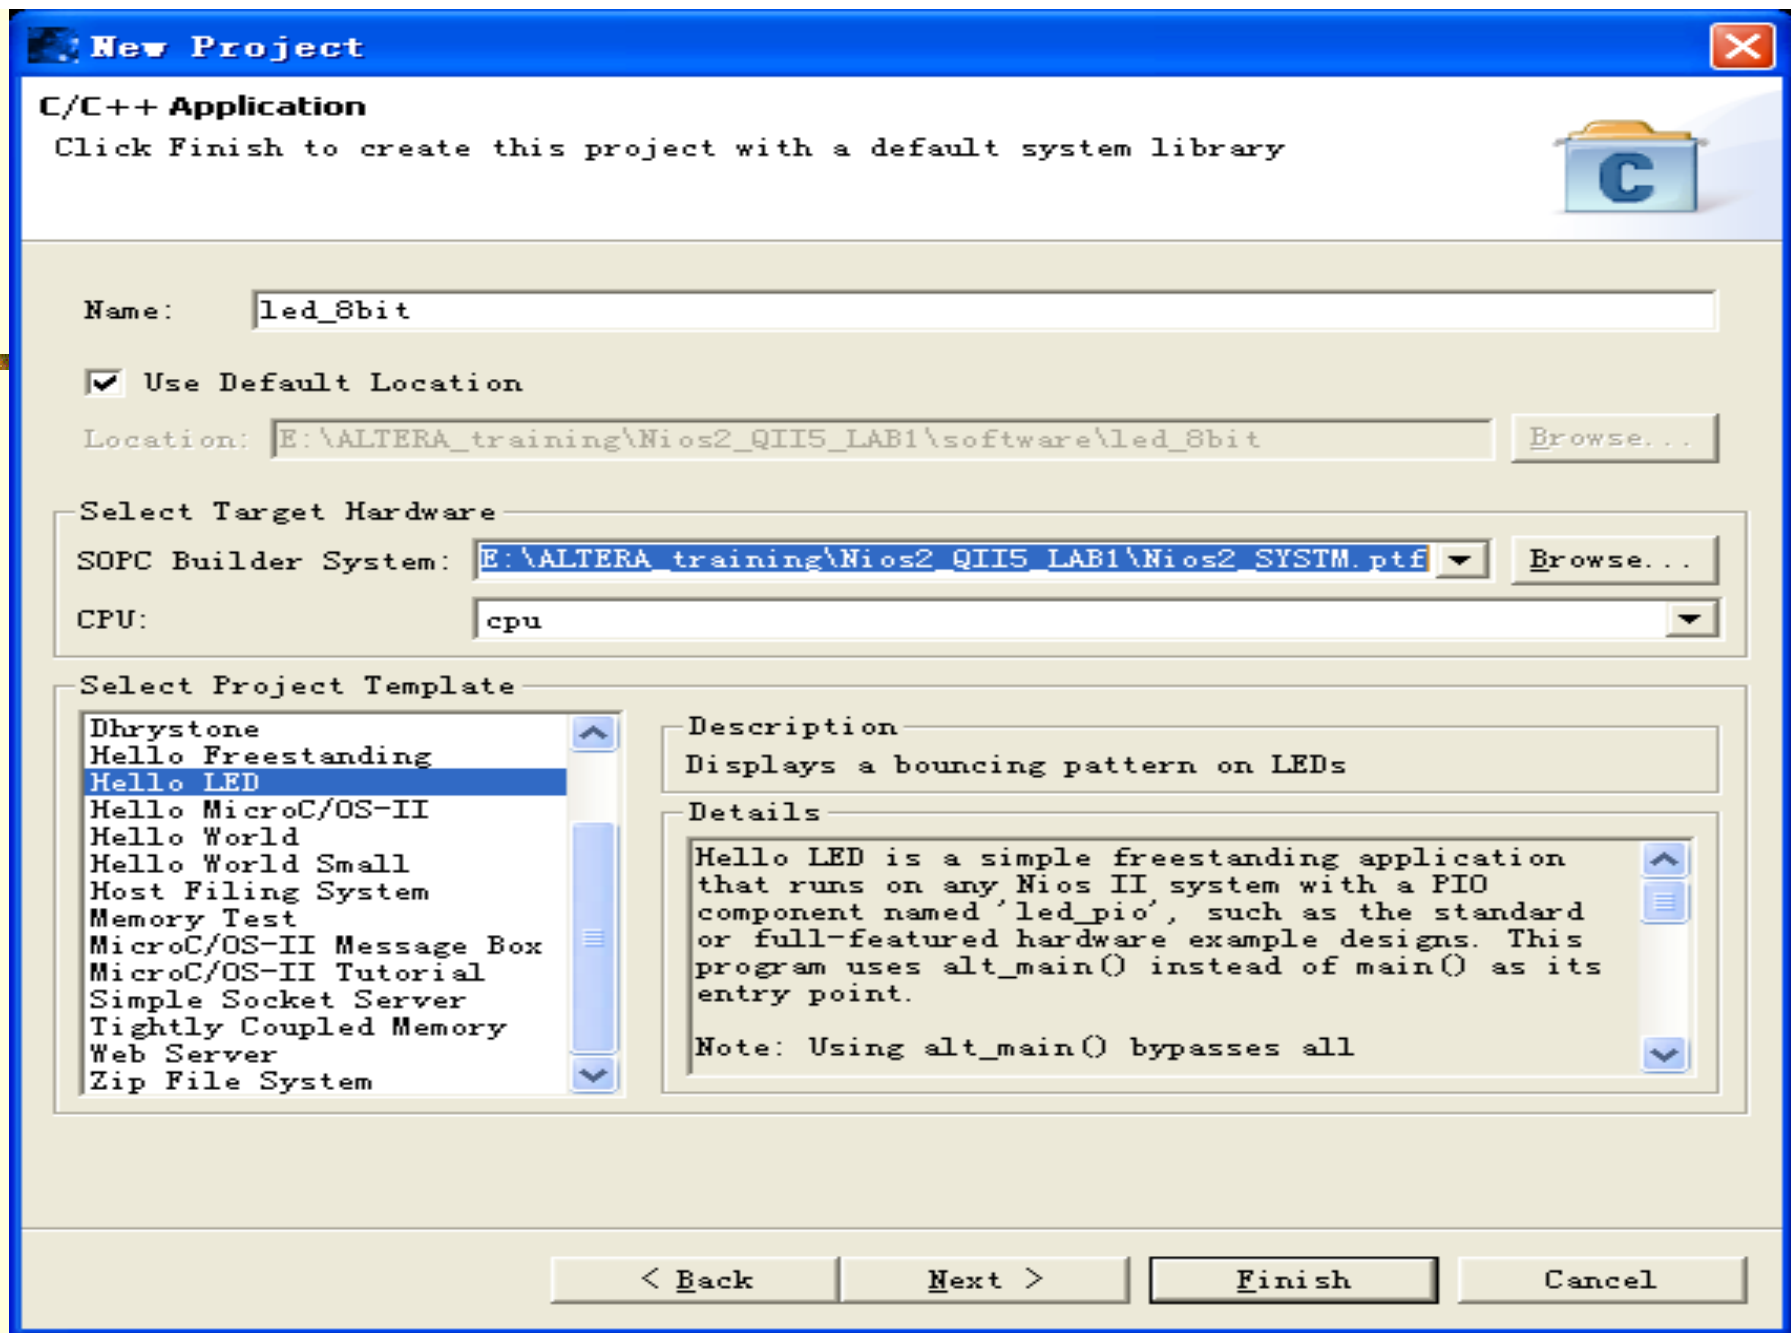 New Project
C/C++ Application
Click Finish to create this project with a default system library
C
Name: led_8bit
Use Default Location
Location: E:\ALTERA_training\Nios2_QII5_LAB1\software\led_8bit Browse...
Select Target Hardware
SOPC Builder System: E:\ALTERA_training\Nios2_QII5_LAB1\Nios2_SYSTM.ptf Browse...
CPU: cpu
Select Project Template
Dhrystone
Hello Freestanding
Hello LED
Hello MicroC/OS-II
Hello World
Hello World Small
Host Filing System
Memory Test
MicroC/OS-II Message Box
MicroC/OS-II Tutorial
Simple Socket Server
Tightly Coupled Memory
Web Server
Zip File System
Description
Displays a bouncing pattern on LEDs
Details
Hello LED is a simple freestanding application
that runs on any Nios II system with a PIO
component named 'led_pio', such as the standard
or full-featured hardware example designs. This
program uses alt_main() instead of main() as its
entry point.
Note: Using alt_main() bypasses all
< Back Next > Finish Cancel